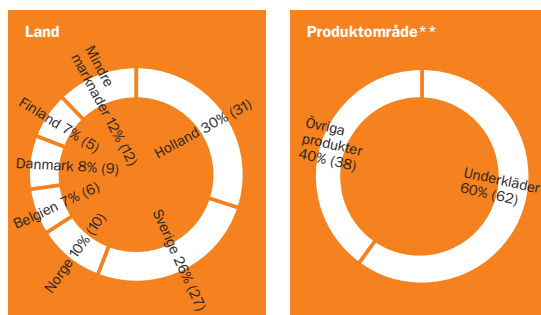 Land
Holland 30% (31)
Sverige 26% (27)
Norge 10% (10)
Belgien 7% (6)
Danmark 8% (9)
Finland 7% (5)
Mindre
marknader 12% (12)
Produktområde**
Underkläder
60% (62)
Övriga
produkter
40% (38)